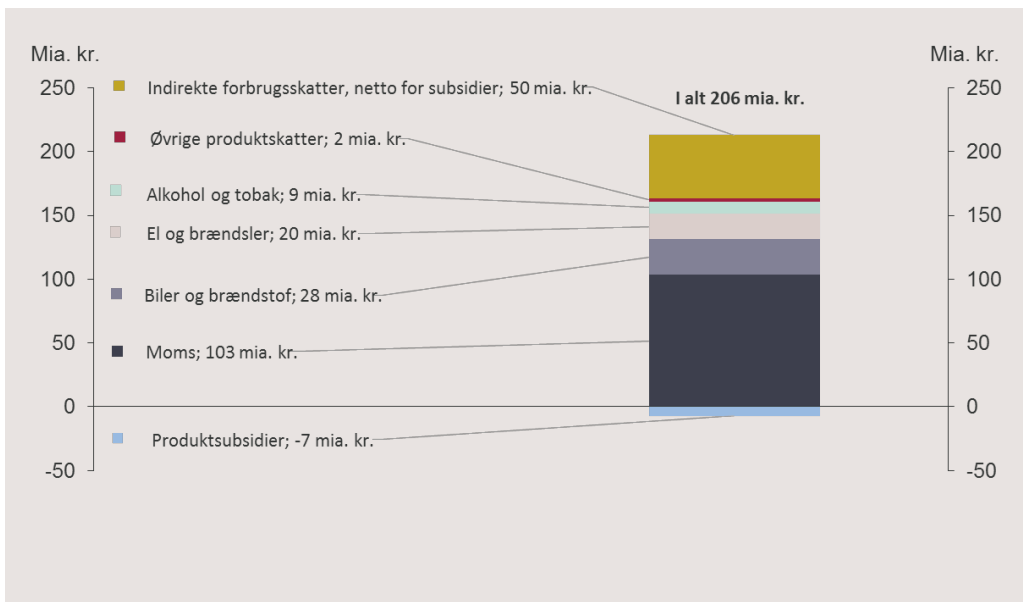 Mia. kr.
Mia. kr.
250
Indirekte forbrugsskatter, netto for subsidier; 50 mia. kr.
I alt 206 mia. kr.
250
Øvrige produktskatter; 2 mia. kr.
200
200
Alkohol og tobak; 9 mia. kr.
150
150
El og brændsler; 20 mia. kr.
100
100
Biler og brændstof; 28 mia. kr.
50
50
Moms; 103 mia. kr.
0
0
Produktsubsidier; -7 mia. kr.
-50
-50